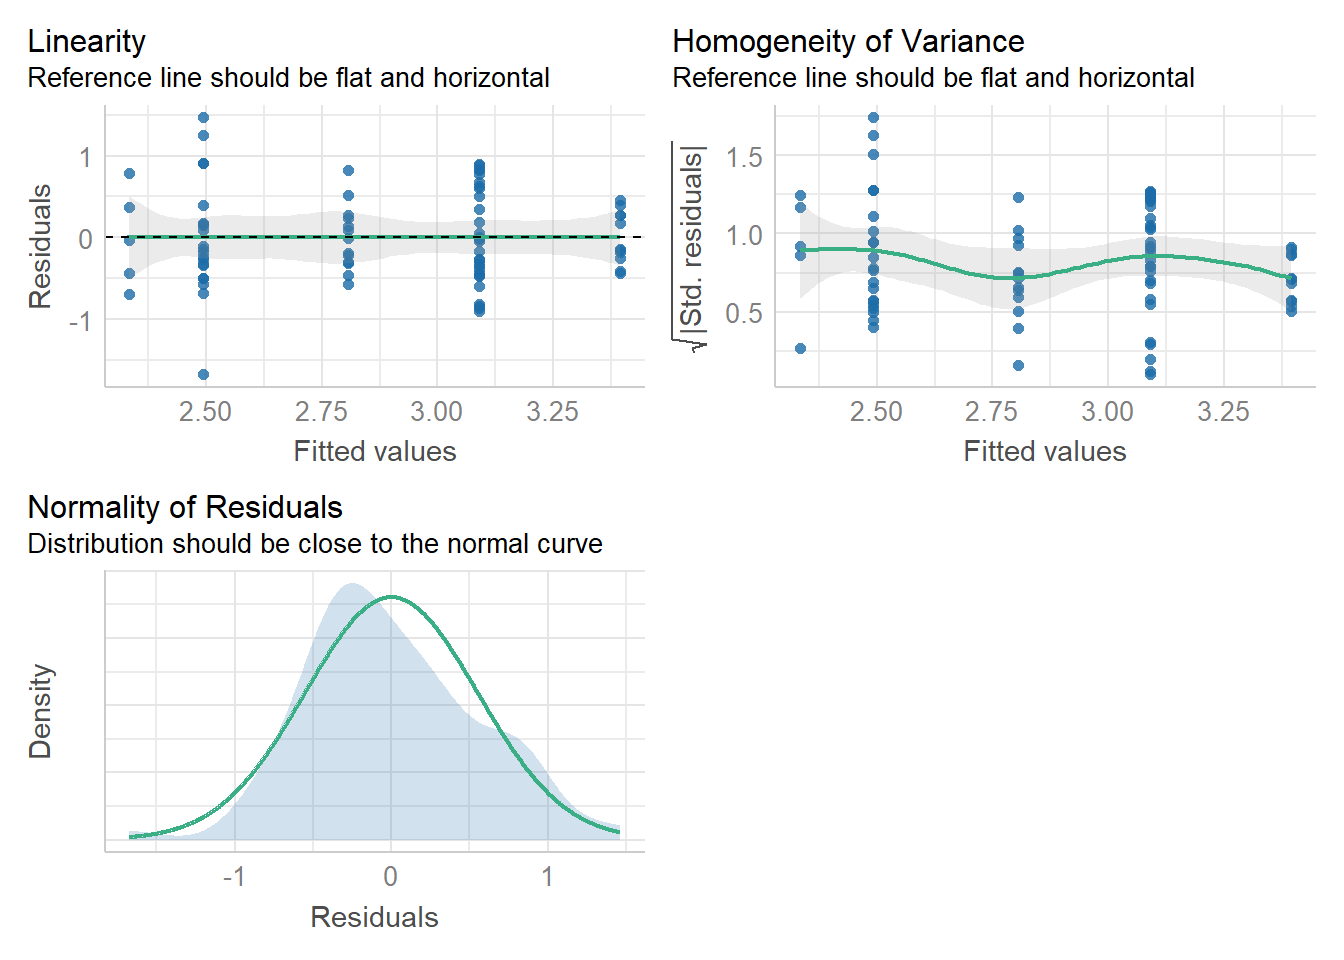 Linearity
Reference line should be flat and horizontal
1
0
-1
Residuals
2.50 2.75 3.00 3.25
Fitted values
Homogeneity of Variance
Reference line should be flat and horizontal
1.5
1.0
0.5
√|Std. residuals|
2.50 2.75 3.00 3.25
Fitted values
Normality of Residuals
Distribution should be close to the normal curve
Density
-1 0 1
Residuals